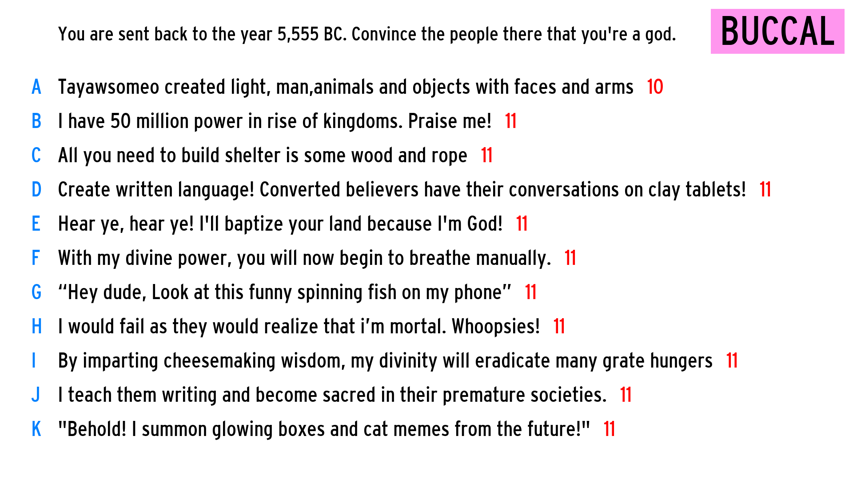 You are sent back to the year 5,555 BC. Convince the people there that you're a god.
BUCCAL
A Tayawsomeo created light, man,animals and objects with faces and arms 10
B I have 50 million power in rise of kingdoms. Praise me! 11
C All you need to build shelter is some wood and rope 11
D Create written language! Converted believers have their conversations on clay tablets! 11
E Hear ye, hear ye! I'll baptize your land because I'm God! 11
F With my divine power, you will now begin to breathe manually. 11
G “Hey dude, Look at this funny spinning fish on my phone” 11
H I would fail as they would realize that i’m mortal. Whoopsies! 11
I By imparting cheesemaking wisdom, my divinity will eradicate many grate hungers 11
J I teach them writing and become sacred in their premature societies. 11
K "Behold! I summon glowing boxes and cat memes from the future!" 11